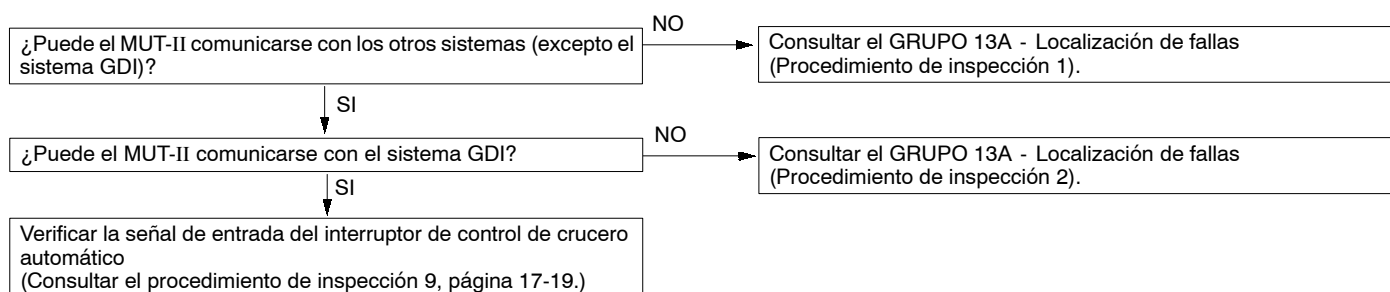 ¿Puede el MUT-II comunicarse con los otros sistemas (excepto el
sistema GDI)?
NO
Consultar el GRUPO 13A - Localización de fallas
(Procedimiento de inspección 1).
SI
¿Puede el MUT-II comunicarse con el sistema GDI?
NO
Consultar el GRUPO 13A - Localización de fallas
(Procedimiento de inspección 2).
SI
Verificar la señal de entrada del interruptor de control de crucero
automático
(Consultar el procedimiento de inspección 9, página 17-19.)